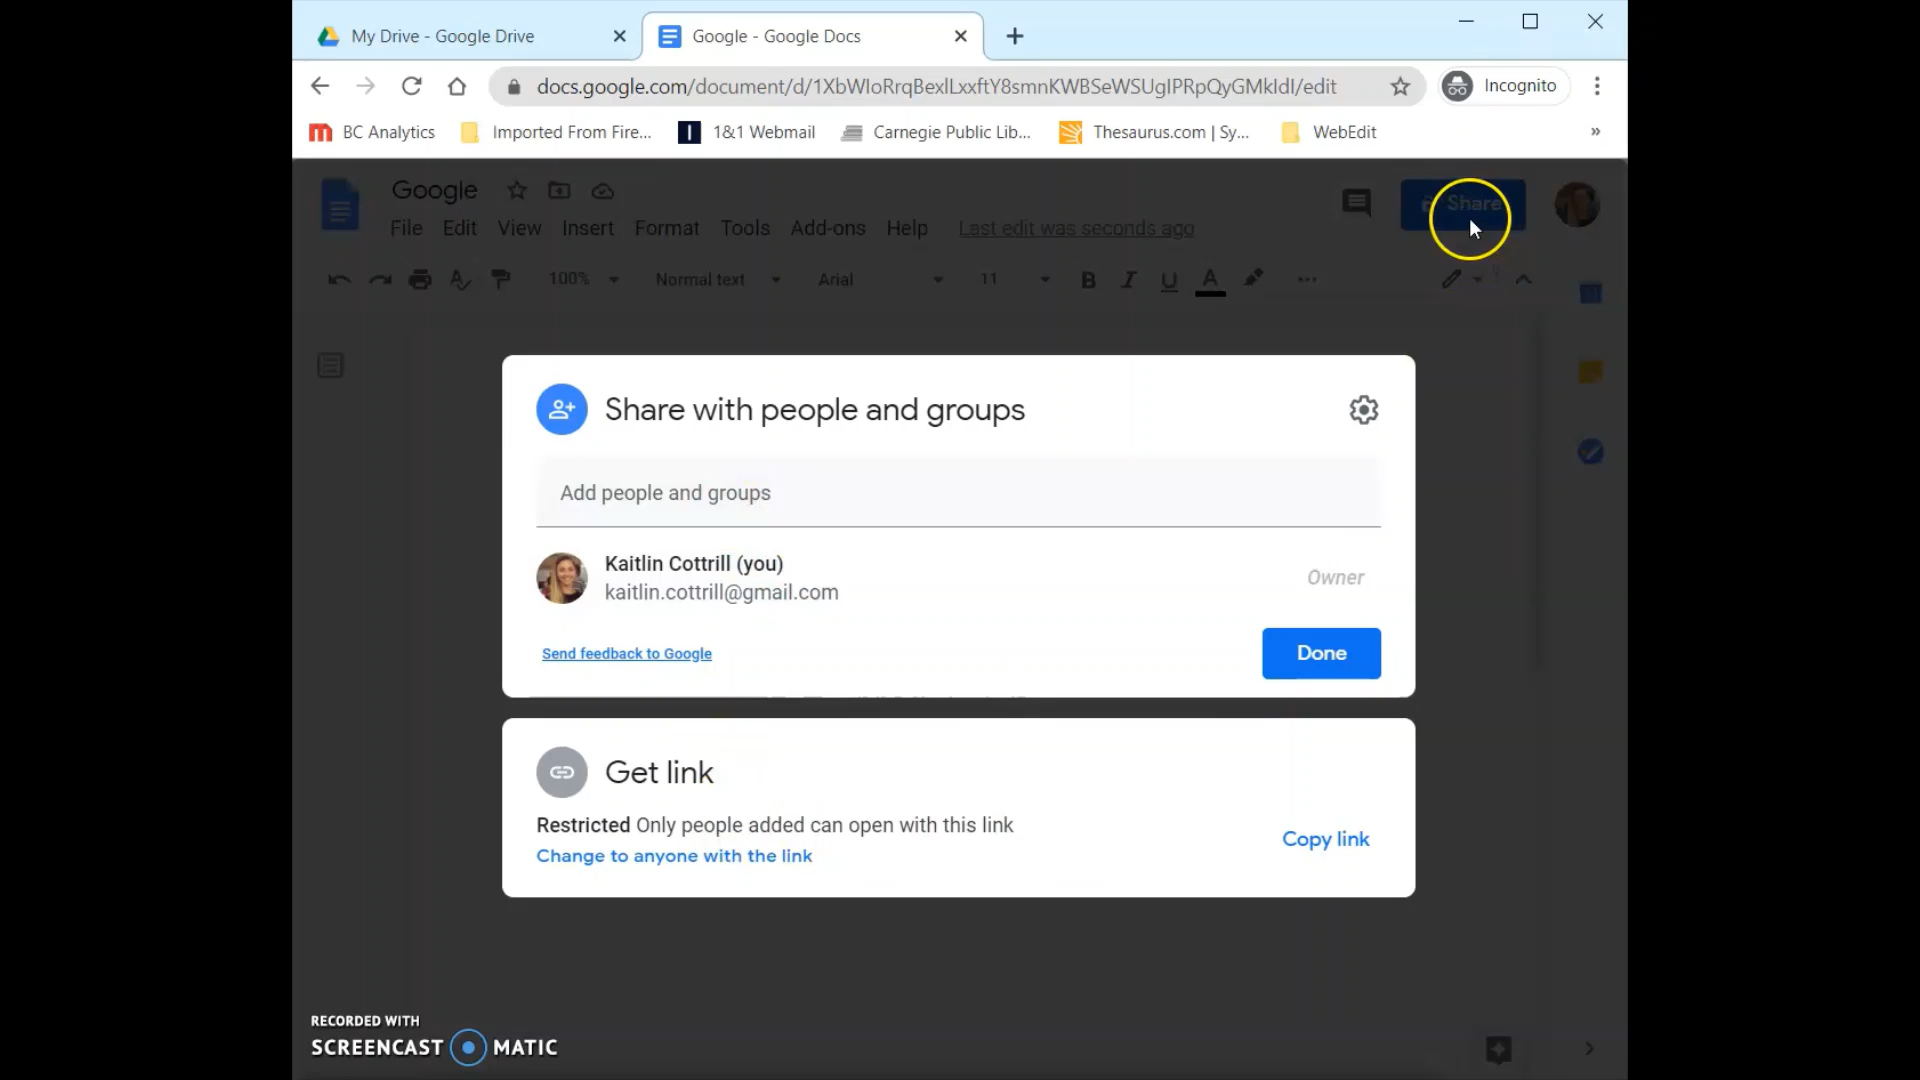 My Drive - Google Drive
Google - Google Docs
docs.google.com/document/d/1XbWIoRrqBexlLxxftY8smnKWBSeWSUgIPRpQyGMkIdI/edit
Incognito
BC Analytics
Imported From Fire...
1&1 Webmail
Carnegie Public Lib...
Thesaurus.com | Sy...
WebEdit
»
Google
Share
File Edit View Insert Format Tools Add-ons Help Last edit was seconds ago
100% Normal text Arial 11 B I U A
Share with people and groups
Add people and groups
Kaitlin Cottrill (you)
kaitlin.cottrill@gmail.com
Owner
Send feedback to Google
Done
Get link
Restricted Only people added can open with this link
Change to anyone with the link
Copy link
RECORDED WITH
SCREENCAST MATIC